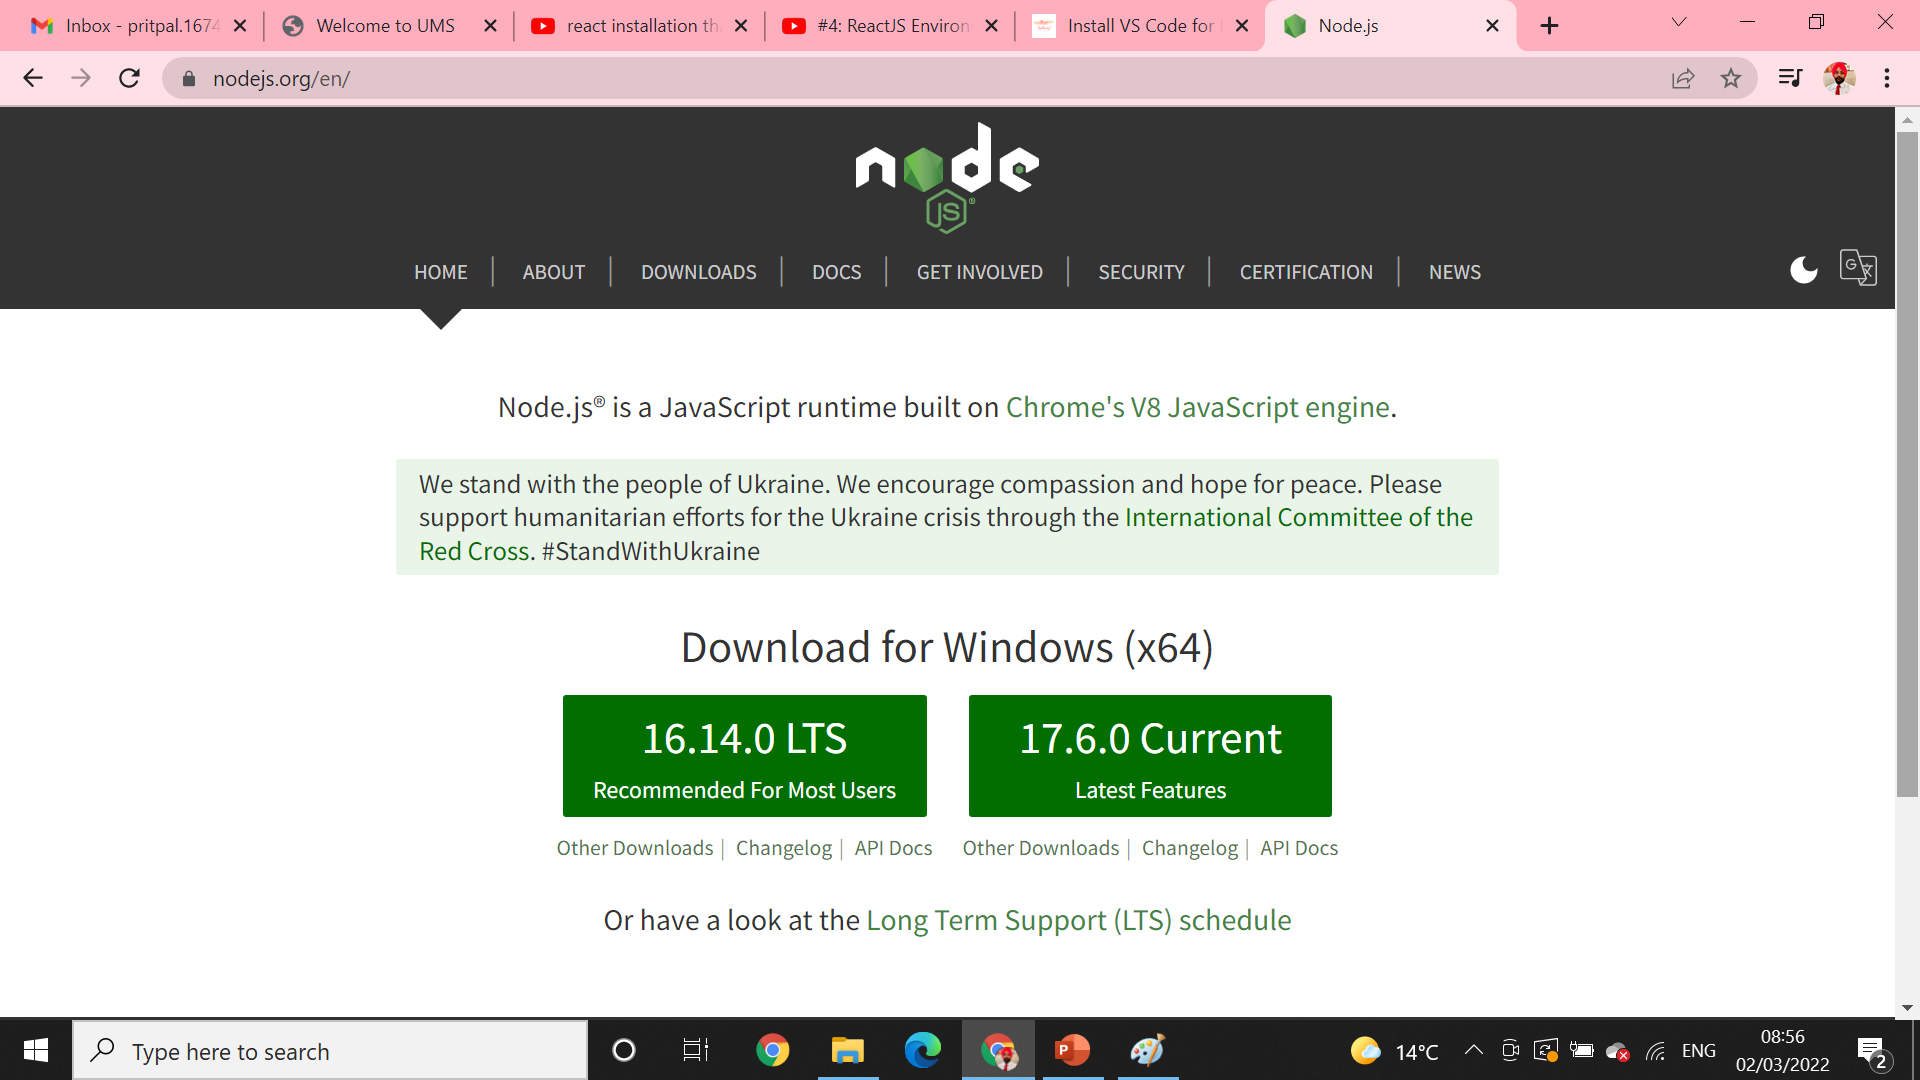 Inbox - pritpal.1674
Welcome to UMS
react installation th
#4: ReactJS Environ
Install VS Code for
Node.js
nodejs.org/en/
node
JS
HOME
ABOUT
DOWNLOADS
DOCS
GET INVOLVED
SECURITY
CERTIFICATION
NEWS
Node.js® is a JavaScript runtime built on Chrome's V8 JavaScript engine.
We stand with the people of Ukraine. We encourage compassion and hope for peace. Please
support humanitarian efforts for the Ukraine crisis through the International Committee of the
Red Cross. #StandWithUkraine
Download for Windows (x64)
16.14.0 LTS
Recommended For Most Users
17.6.0 Current
Latest Features
Other Downloads | Changelog | API Docs
Other Downloads | Changelog | API Docs
Or have a look at the Long Term Support (LTS) schedule
Type here to search
14°C
ENG
08:56
02/03/2022
2